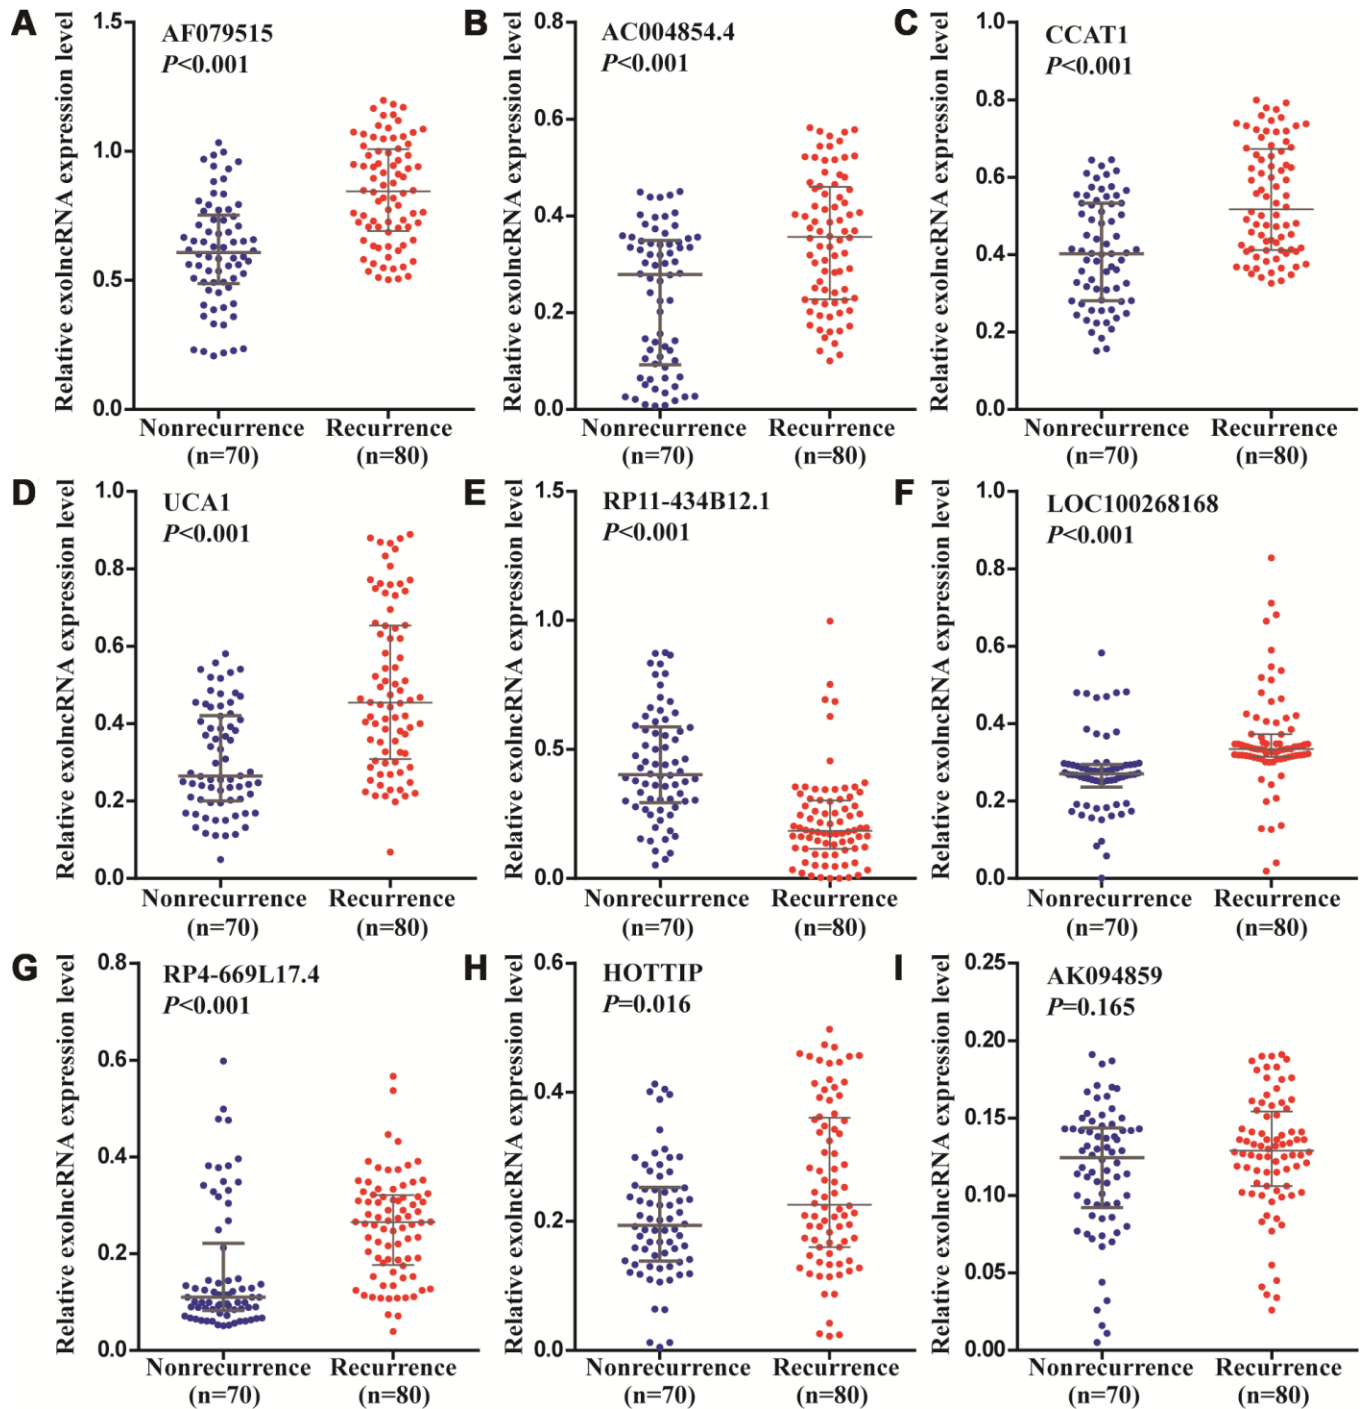 A
Relative exolncRNA expression level
AF079515
P<0.001
1.5
1.0
0.5
0.0
Nonrecurrence Recurrence
(n=70) (n=80)
B
Relative exolncRNA expression level
AC004854.4
P<0.001
0.8
0.6
0.4
0.2
0.0
Nonrecurrence Recurrence
(n=70) (n=80)
C
Relative exolncRNA expression level
CCAT1
P<0.001
1.0
0.8
0.6
0.4
0.2
0.0
Nonrecurrence Recurrence
(n=70) (n=80)
D
Relative exolncRNA expression level
UCA1
P<0.001
1.0
0.8
0.6
0.4
0.2
0.0
Nonrecurrence Recurrence
(n=70) (n=80)
E
Relative exolncRNA expression level
RP11-434B12.1
P<0.001
1.5
1.0
0.5
0.0
Nonrecurrence Recurrence
(n=70) (n=80)
F
Relative exolncRNA expression level
LOC100268168
P<0.001
1.0
0.8
0.6
0.4
0.2
0.0
Nonrecurrence Recurrence
(n=70) (n=80)
G
Relative exolncRNA expression level
RP4-669L17.4
P<0.001
0.8
0.6
0.4
0.2
0.0
Nonrecurrence Recurrence
(n=70) (n=80)
H
Relative exolncRNA expression level
HOTTIP
P=0.016
0.6
0.4
0.2
0.0
Nonrecurrence Recurrence
(n=70) (n=80)
I
Relative exolncRNA expression level
AK094859
P=0.165
0.25
0.20
0.15
0.10
0.05
0.00
Nonrecurrence Recurrence
(n=70) (n=80)